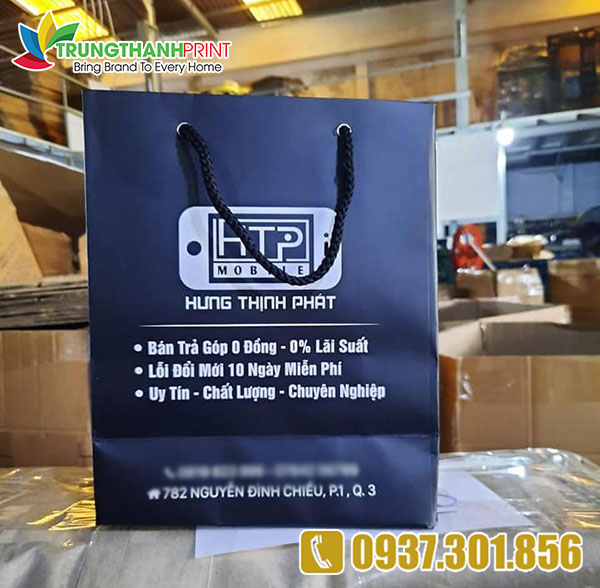 TRUNGTHANHPRINT
Bring Brand To Every Home
HTP
MOBILE
HƯNG THỊNH PHÁT
• Bán Trả Góp 0 Đồng - 0% Lãi Suất
• Lỗi Đổi Mới 10 Ngày Miễn Phí
• Uy Tín - Chất Lượng - Chuyên Nghiệp
782 NGUYỄN ĐÌNH CHIỂU, P.1 , Q. 3
0937.301.856